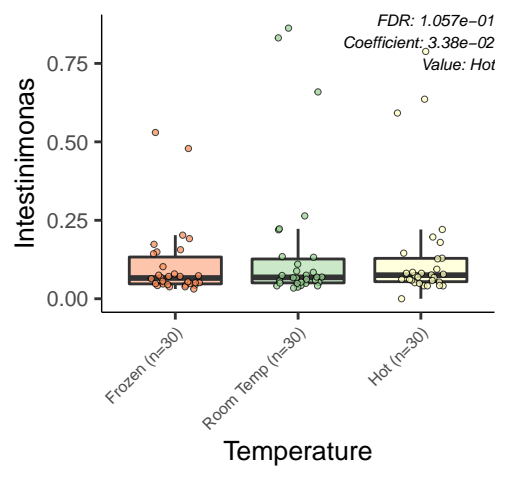 FDR: 1.057e−01
Coefficient: 3.38e−02
Value: Hot
Intestinimonas
0.75
0.50
0.25
0.00
Frozen (n=30)
Room Temp (n=30)
Hot (n=30)
Temperature